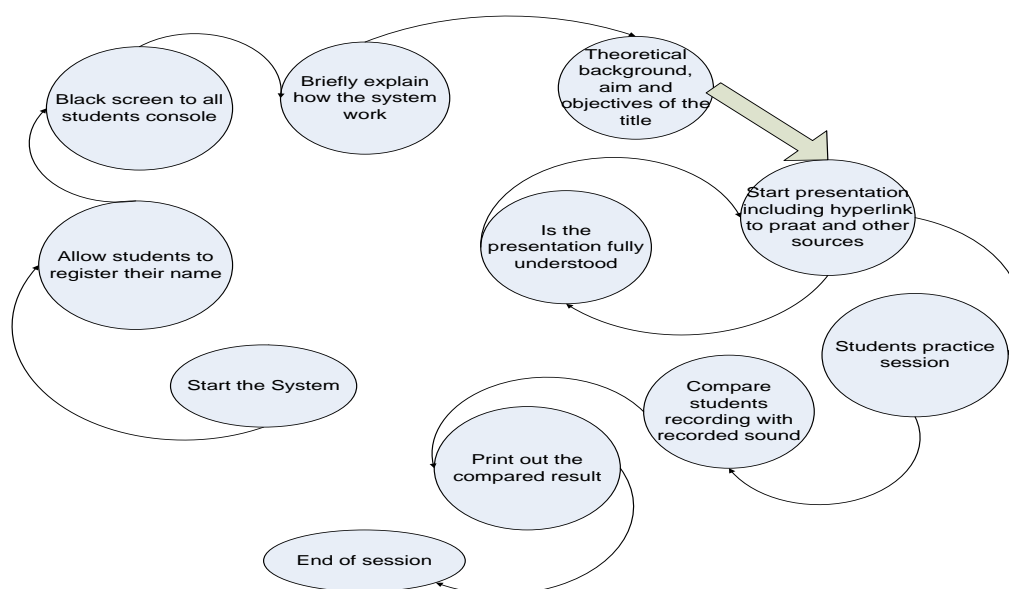 Black screen to all
students console
Briefly explain
how the system
work
Theoretical
background,
aim and
objectives of the
title
Start presentation
including hyperlink
to praat and other
sources
Is the
presentation fully
understood
Allow students to
register their name
Start the System
Students practice
session
Compare
students
recording with
recorded sound
Print out the
compared result
End of session